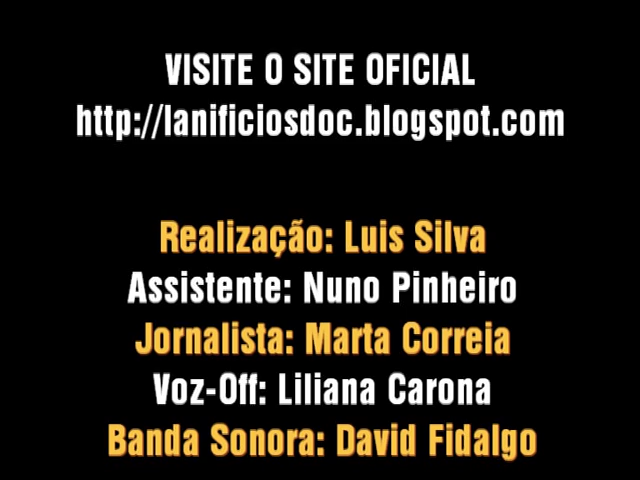 VISITE O SITE OFICIAL
http://lanificiosdoc.blogspot.com
Realização: Luis Silva
Assistente: Nuno Pinheiro
Jornalista: Marta Correia
Voz-Off: Liliana Carona
Banda Sonora: David Fidalgo